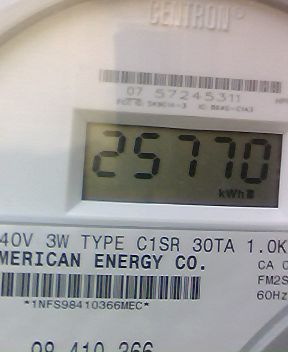 CENTRON®
07 57245311
25770
kWh
40V 3W TYPE C1SR 30TA 1.0K
MERICAN ENERGY CO.
CA 0
FM2S
60Hz
*1NFS98410366MEC*
98 410 366